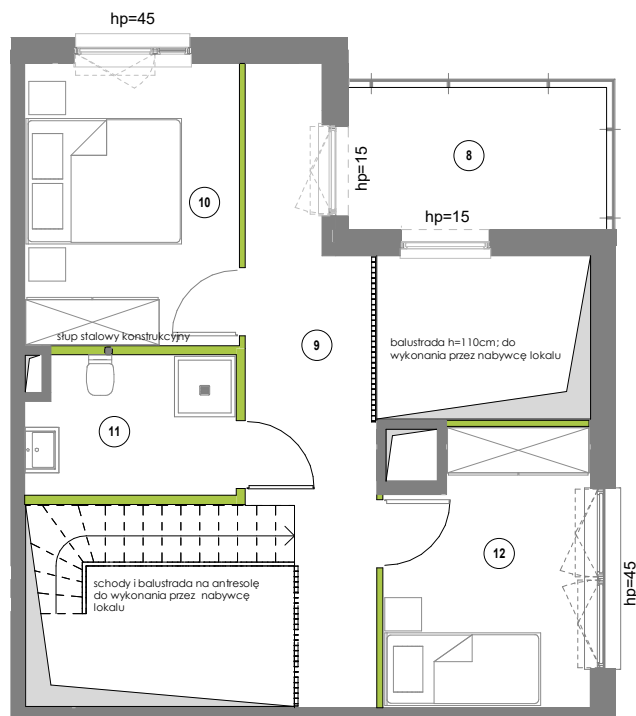 hp=45
8
hp=15
hp=15
10
słup stalowy konstrukcyjny
9
balustrada h=110cm; do
wykonania przez nabywcę lokalu
11
12
schody i balustrada na antresolę
do wykonania przez nabywcę
lokalu
hp=45